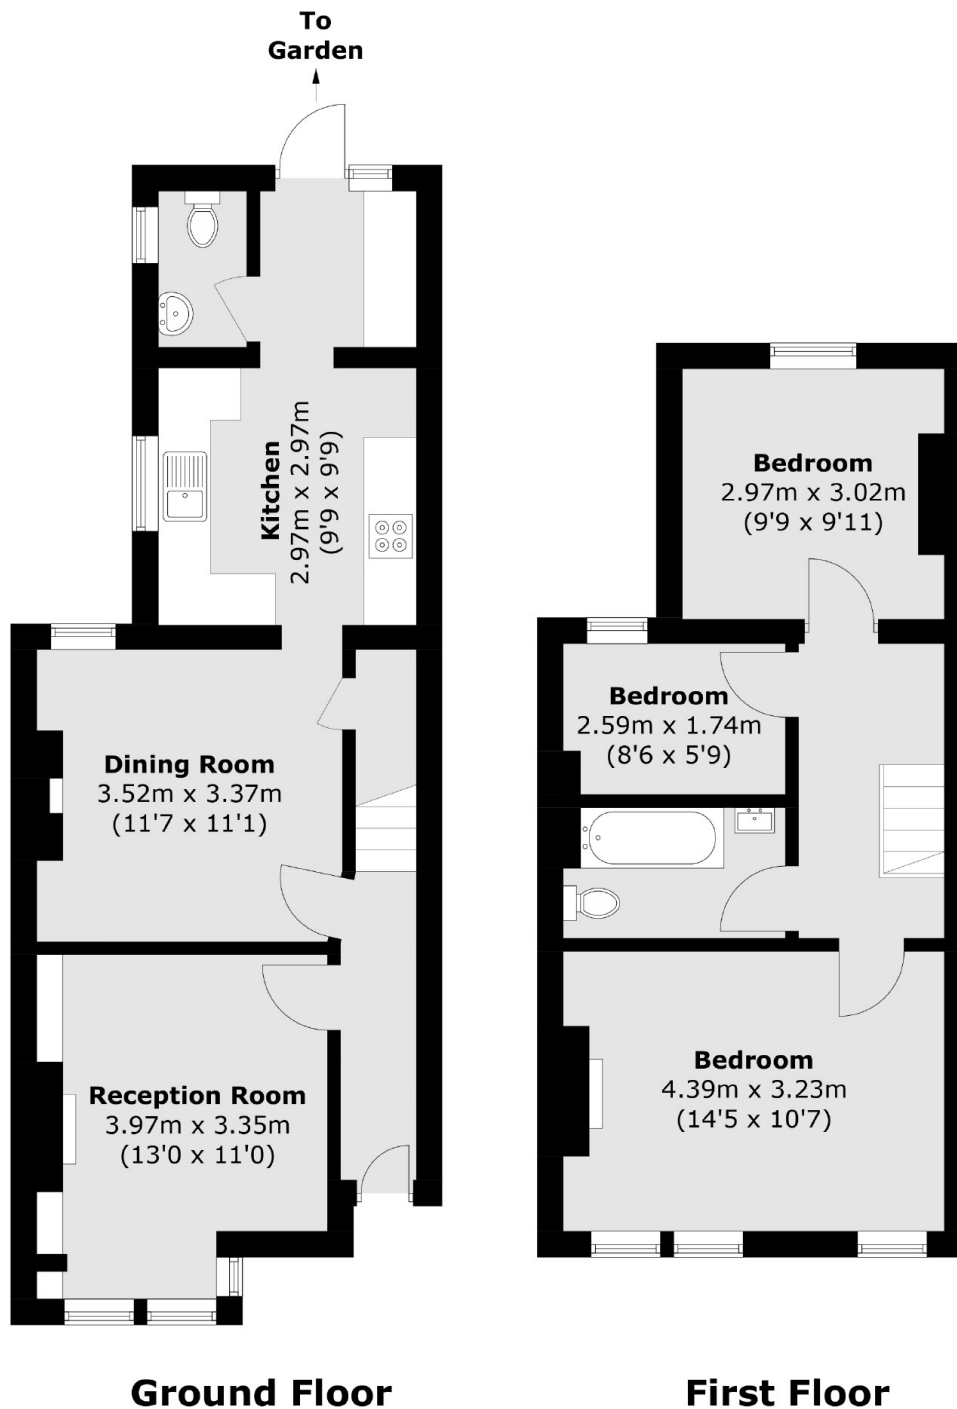 To
Garden
Kitchen
2.97m x 2.97m
(9'9 x 9'9)
Dining Room
3.52m x 3.37m
(11'7 x 11'1)
Reception Room
3.97m x 3.35m
(13'0 x 11'0)
Ground Floor
Bedroom
2.97m x 3.02m
(9'9 x 9'11)
Bedroom
2.59m x 1.74m
(8'6 x 5'9)
Bedroom
4.39m x 3.23m
(14'5 x 10'7)
First Floor